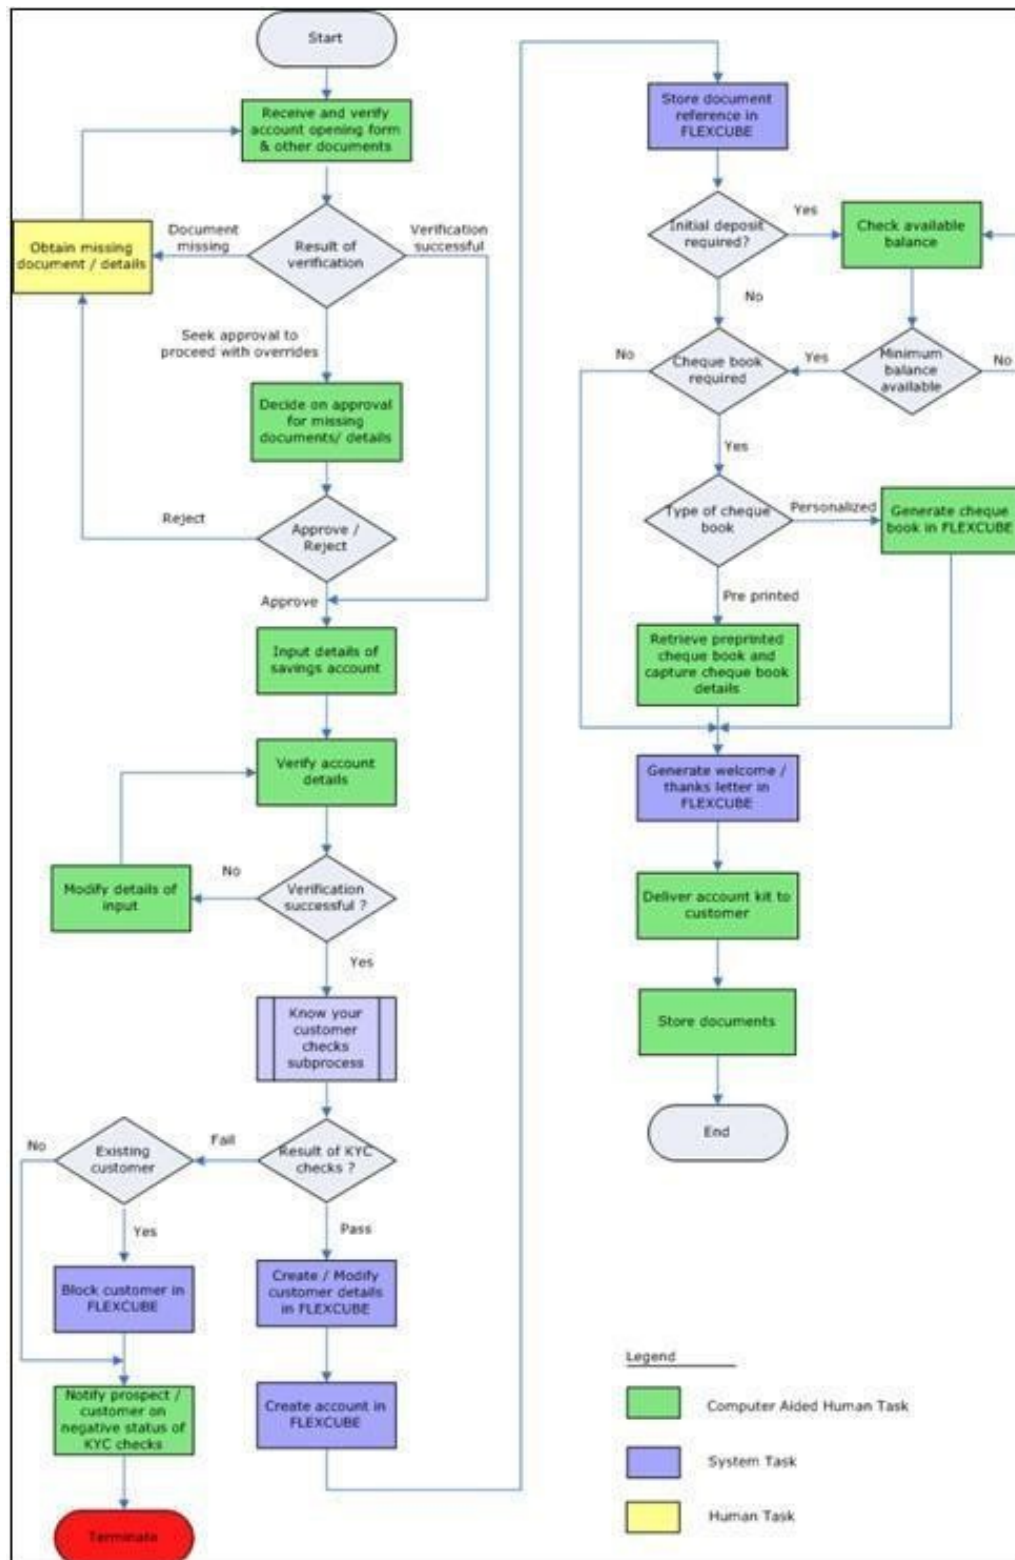 Start
Receive and verify
account opening form
& other documents
Document
missing
Verification
successful
Obtain missing
document / details
Result of
verification
Seek approval to
proceed with overrides
Decide on approval
for missing
documents/ details
Reject
Approve /
Reject
Approve
Input details of
savings account
Verify account
details
No
Modify details of
input
Verification
successful ?
Yes
Know your
customer
checks
subprocess
No
Existing
customer
Fail
Result of KYC
checks ?
Yes
Pass
Block customer in
FLEXCUBE
Create / Modify
customer details
in FLEXCUBE
Notify prospect /
customer on
negative status of
KYC checks
Create account in
FLEXCUBE
Terminate
Store document
reference in
FLEXCUBE
Initial deposit
required?
Yes
Check available
balance
No
No
Cheque book
required
Yes
Minimum
balance
available
No
Yes
Type of cheque
book
Personalized
Generate cheque
book in FLEXCUBE
Pre printed
Retrieve preprinted
cheque book and
capture cheque book
details
Generate welcome /
thanks letter in
FLEXCUBE
Deliver account kit to
customer
Store documents
End
Legend
Computer Aided Human Task
System Task
Human Task